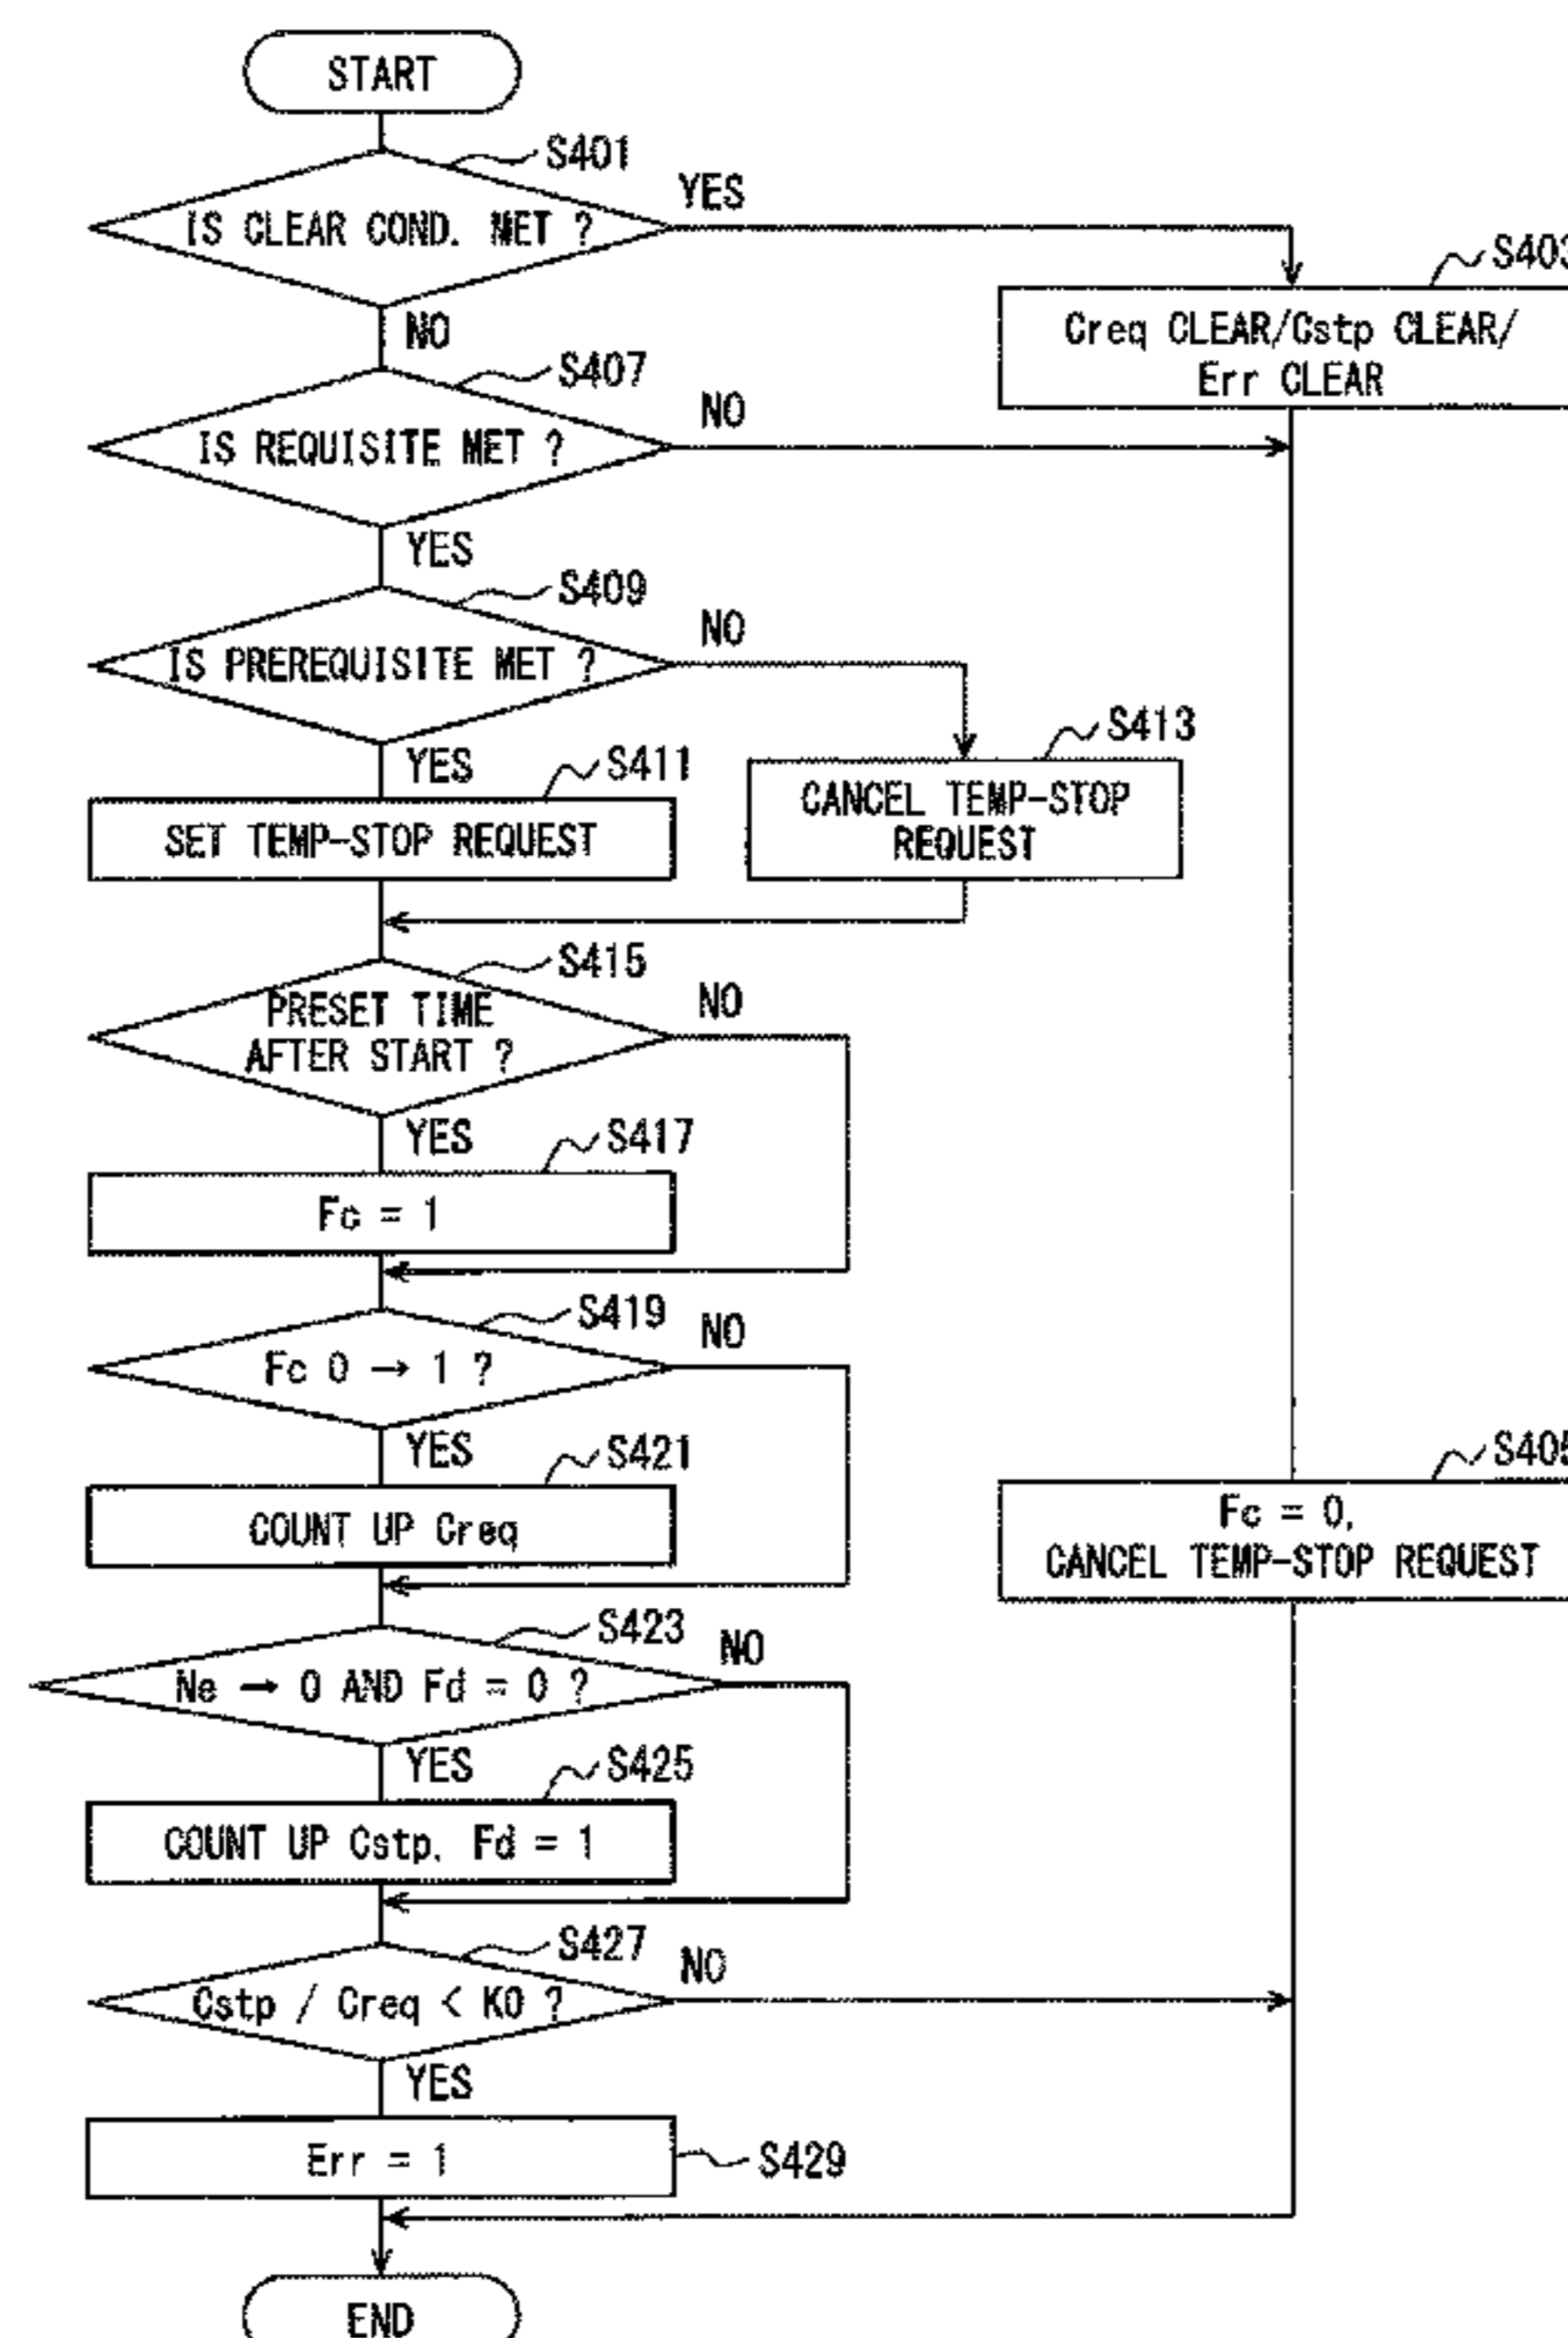 START
S401
IS CLEAR COND. MET ?
YES
NO
S403
Creq CLEAR/Cstp CLEAR/
Err CLEAR
S407
IS REQUISITE MET ?
NO
YES
S409
IS PREREQUISITE MET ?
NO
YES
S411
SET TEMP-STOP REQUEST
S413
CANCEL TEMP-STOP
REQUEST
S415
PRESET TIME
AFTER START ?
NO
YES
S417
Fc = 1
S419
Fc 0 → 1 ?
NO
YES
S421
COUNT UP Creq
S405
Fc = 0,
CANCEL TEMP-STOP REQUEST
S423
Ne → 0 AND Fd = 0 ?
NO
YES
S425
COUNT UP Cstp, Fd = 1
S427
Cstp / Creq < K0 ?
NO
YES
Err = 1
S429
END